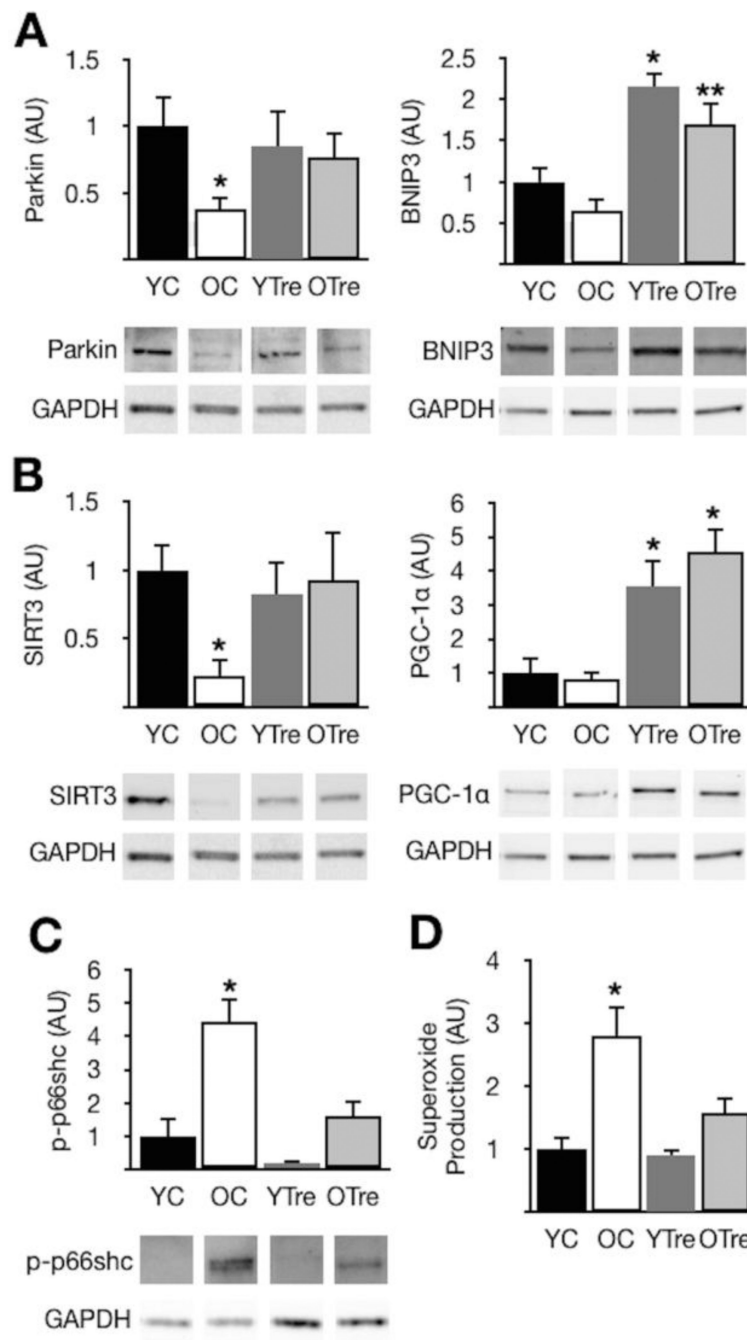 A
Parkin (AU)
1.5
1
0.5
*
YC OC YTre OTre
Parkin
GAPDH
BNIP3 (AU)
2.5
2
1.5
1
0.5
*
**
YC OC YTre OTre
BNIP3
GAPDH
B
SIRT3 (AU)
1.5
1
0.5
*
YC OC YTre OTre
SIRT3
GAPDH
PGC-1α (AU)
6
5
4
3
2
1
*
*
YC OC YTre OTre
PGC-1α
GAPDH
C
p-p66shc (AU)
6
5
4
3
2
1
*
YC OC YTre OTre
p-p66shc
GAPDH
D
Superoxide
Production (AU)
4
3
2
1
*
YC OC YTre OTre